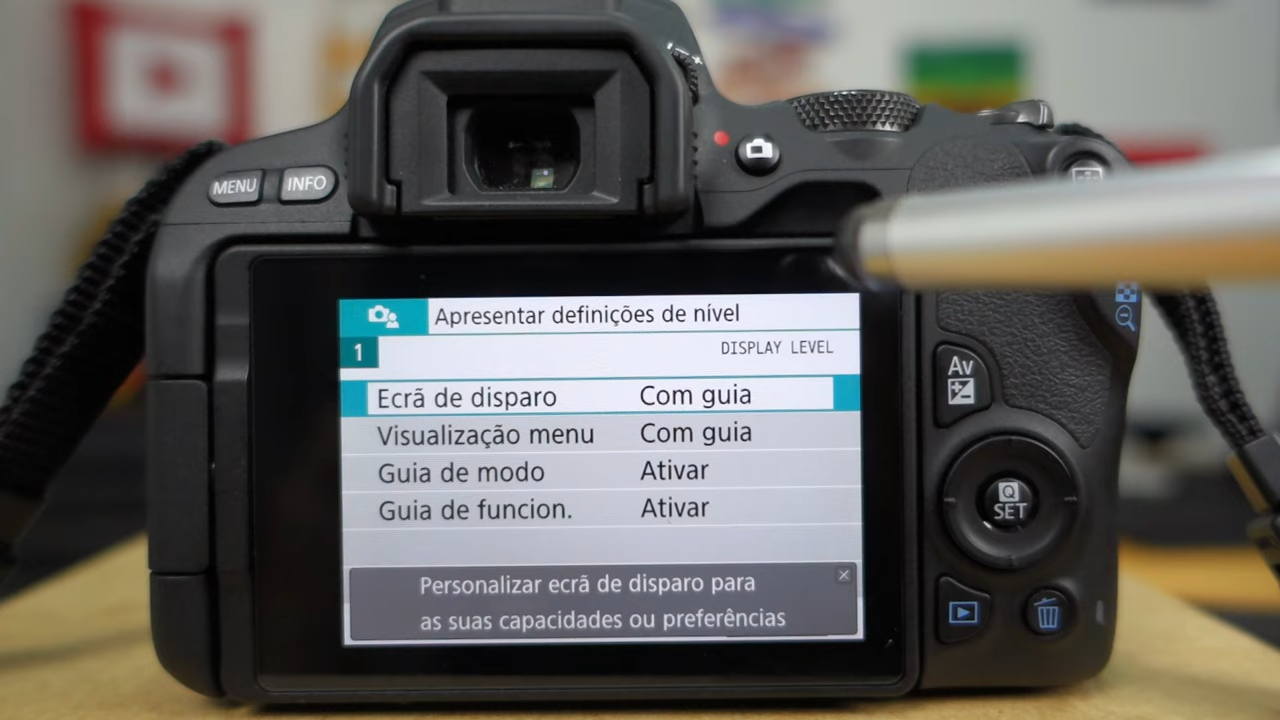 MENU
INFO
Apresentar definições de nível
1
DISPLAY LEVEL
Ecrã de disparo Com guia
Visualização menu Com guia
Guia de modo Ativar
Guia de funcion. Ativar
Personalizar ecrã de disparo para
as suas capacidades ou preferências
Av
Q
SET